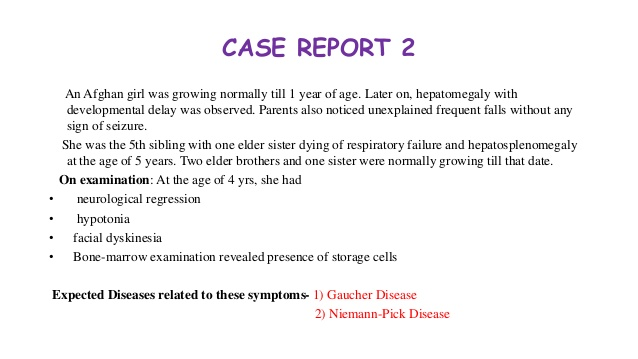 CASE REPORT 2
An Afghan girl was growing normally till 1 year of age. Later on, hepatomegaly with
developmental delay was observed. Parents also noticed unexplained frequent falls without any
sign of seizure.
She was the 5th sibling with one elder sister dying of respiratory failure and hepatosplenomegaly
at the age of 5 years. Two elder brothers and one sister were normally growing till that date.
On examination: At the age of 4 yrs, she had
• neurological regression
• hypotonia
• facial dyskinesia
• Bone-marrow examination revealed presence of storage cells
Expected Diseases related to these symptoms- 1) Gaucher Disease
2) Niemann-Pick Disease